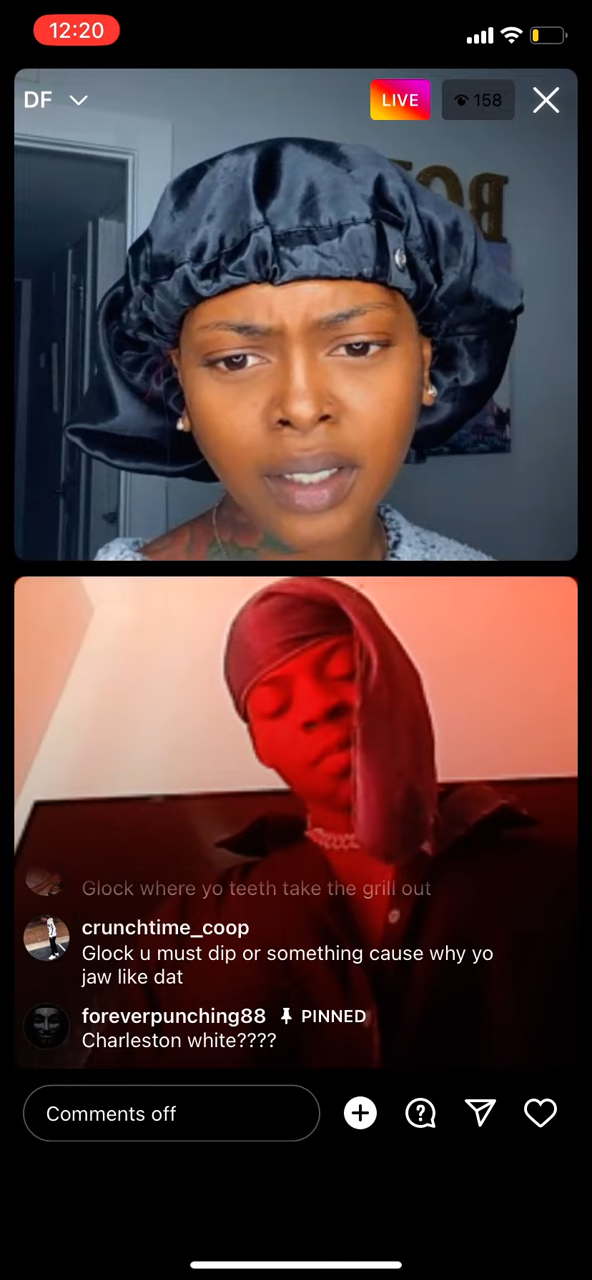 12:20
DF
LIVE
158
Glock where yo teeth take the grill out
crunchtime_coop
Glock u must dip or something cause why yo
jaw like dat
foreverpunching88 PINNED
Charleston white????
Comments off